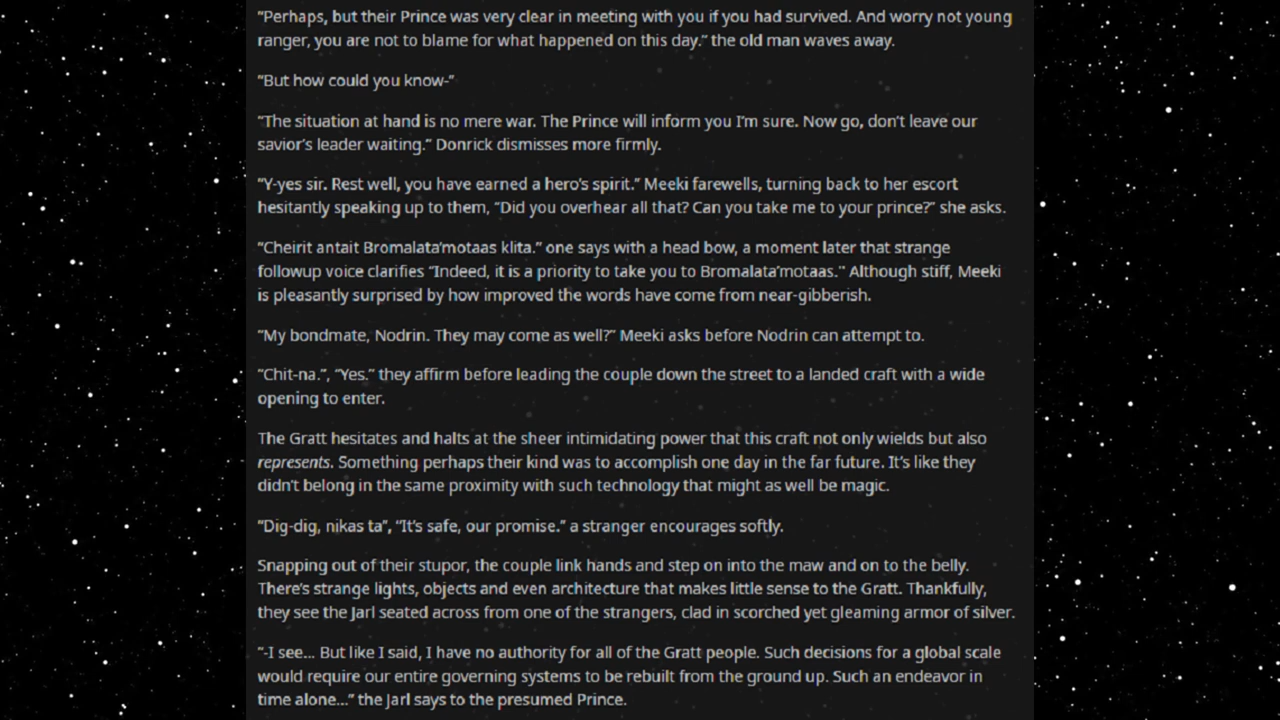 “Perhaps, but their Prince was very clear in meeting with you if you had survived. And worry not young
ranger, you are not to blame for what happened on this day.” the old man waves away.
“But how could you know-“
“The situation at hand is no mere war. The Prince will inform you I’m sure. Now go, don’t leave our
savior’s leader waiting.” Donrick dismisses more firmly.
“Y-yes sir. Rest well, you have earned a hero’s spirit.” Meeki farewells, turning back to her escort
hesitantly speaking up to them, “Did you overhear all that? Can you take me to your prince?” she asks.
“Cheirit antait Bromalata’motaas klita.” one says with a head bow, a moment later that strange
followup voice clarifies “Indeed, it is a priority to take you to Bromalata’motaas.” Although stiff, Meeki
is pleasantly surprised by how improved the words have come from near-gibberish.
“My bondmate, Nodrin. They may come as well?” Meeki asks before Nodrin can attempt to.
“Chit-na.”, “Yes.” they affirm before leading the couple down the street to a landed craft with a wide
opening to enter.
The Gratt hesitates and halts at the sheer intimidating power that this craft not only wields but also
represents. Something perhaps their kind was to accomplish one day in the far future. It’s like they
didn’t belong in the same proximity with such technology that might as well be magic.
“Dig-dig, nikas ta”, “It’s safe, our promise.” a stranger encourages softly.
Snapping out of their stupor, the couple link hands and step on into the maw and on to the belly.
There’s strange lights, objects and even architecture that makes little sense to the Gratt. Thankfully,
they see the Jarl seated across from one of the strangers, clad in scorched yet gleaming armor of silver.
“-I see... But like I said, I have no authority for all of the Gratt people. Such decisions for a global scale
would require our entire governing systems to be rebuilt from the ground up. Such an endeavor in
time alone...” the Jarl says to the presumed Prince.